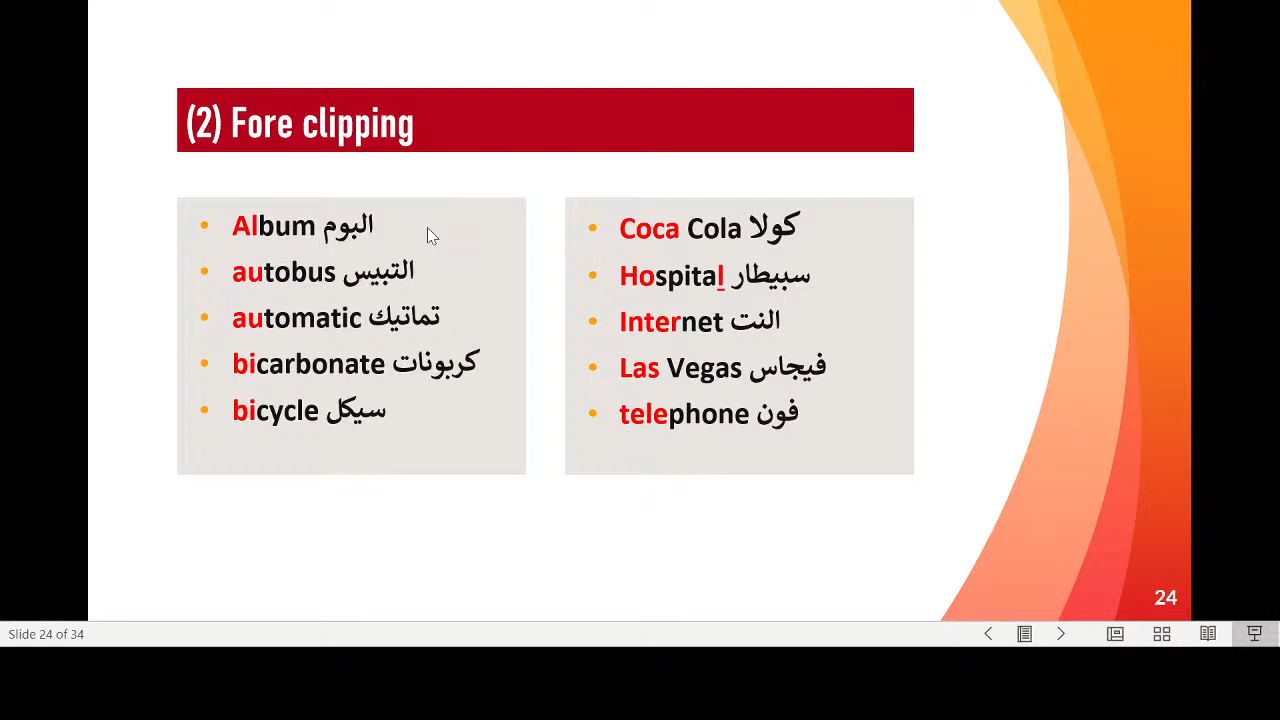 (2) Fore clipping
• Album البوم
• autobus التبيس
• automatic تماتيك
• bicarbonate كربونات
• bicycle سيكل
• Coca Cola كولا
• Hospital سبيطار
• Internet النت
• Las Vegas فيجاس
• telephone فون
24
Slide 24 of 34